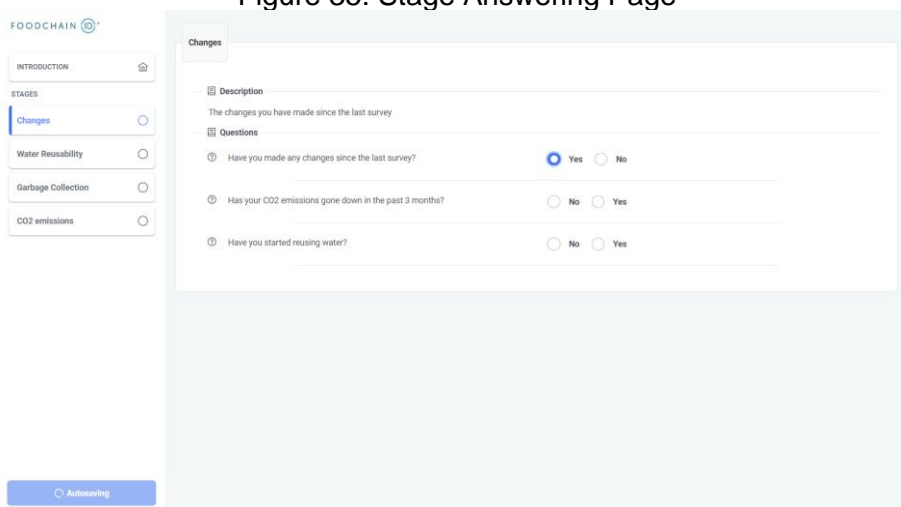 Figure 38: Stage Answering Page
FOODCHAIN ID
INTRODUCTION
STAGES
Changes
Water Reusability
Garbage Collection
CO2 emissions
Autosaving
Changes
Description
The changes you have made since the last survey
Questions
Have you made any changes since the last survey? Yes No
Has your CO2 emissions gone down in the past 3 months? No Yes
Have you started reusing water? No Yes